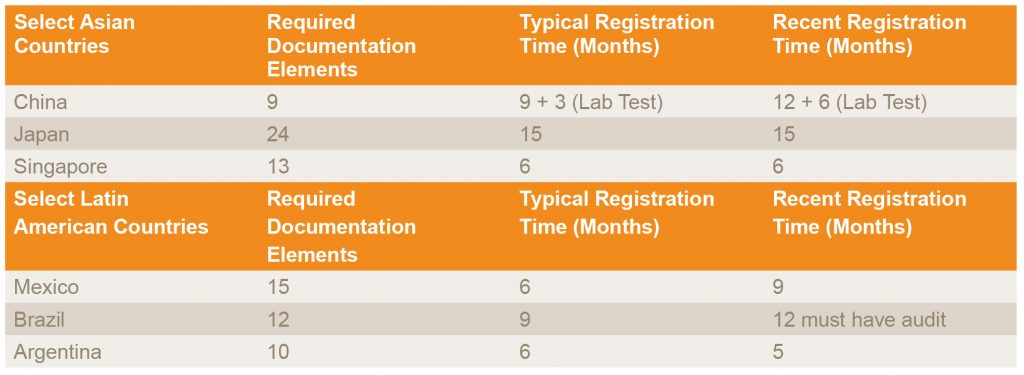 Select Asian Required Typical Registration Recent Registration
Countries Documentation Time (Months) Time (Months)
Elements
China 9 9 + 3 (Lab Test) 12 + 6 (Lab Test)
Japan 24 15 15
Singapore 13 6 6
Select Latin Required Typical Registration Recent Registration
American Countries Documentation Time (Months) Time (Months)
Elements
Mexico 15 6 9
Brazil 12 9 12 must have audit
Argentina 10 6 5